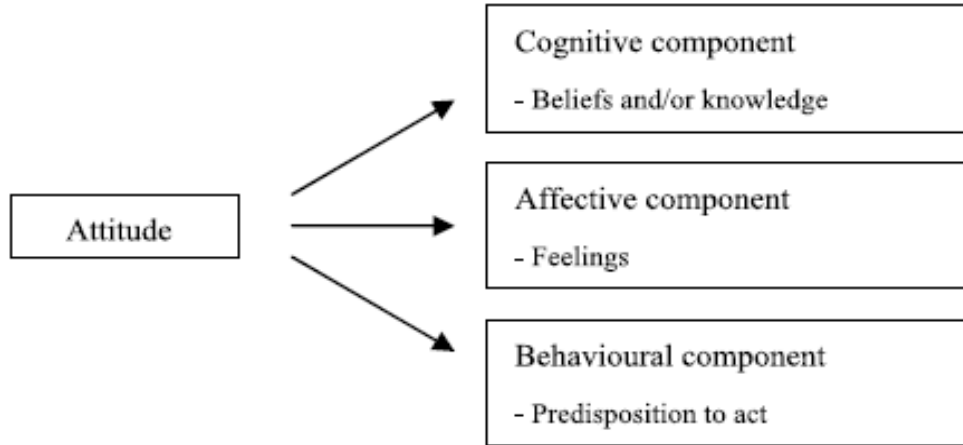 Cognitive component
- Beliefs and/or knowledge
Attitude
Affective component
- Feelings
Behavioural component
- Predisposition to act